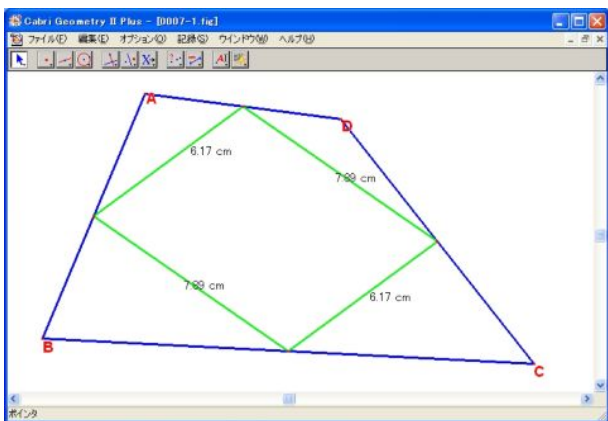 Cabri Geometry II Plus - [0007-1.fig]
ファイル(F) 編集(E) オプション(O) 記録(S) ウインドウ(W) ヘルプ(H)
A
D
6.17 cm
7.89 cm
7.89 cm
6.17 cm
B
C
ポインタ